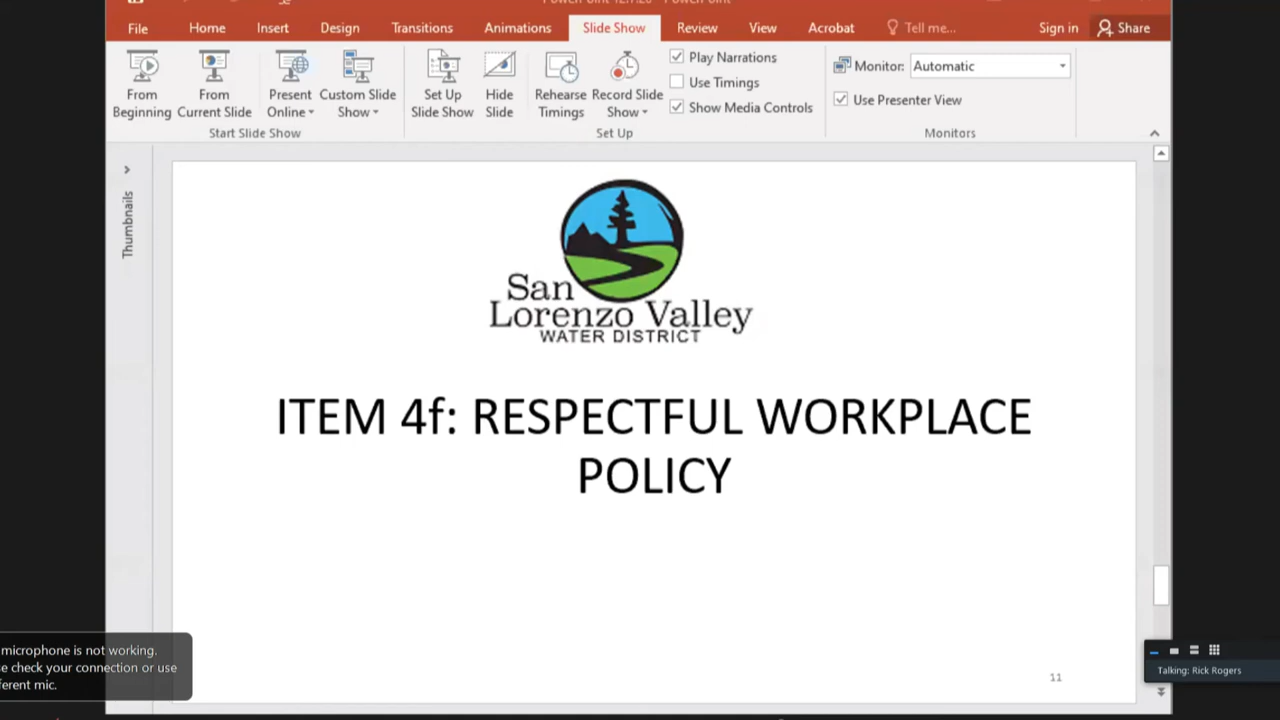 File Home Insert Design Transitions Animations Slide Show Review View Acrobat Tell me... Sign in Share
From Beginning
From Current Slide
Present Online
Custom Slide Show
Set Up Slide Show
Hide Slide
Rehearse Timings
Record Slide Show
Play Narrations
Use Timings
Show Media Controls
Monitor: Automatic
Use Presenter View
Start Slide Show Set Up Monitors
Thumbnails
San
Lorenzo Valley
WATER DISTRICT
ITEM 4f: RESPECTFUL WORKPLACE
POLICY
microphone is not working.
check your connection or use
mic.
Talking: Rick Rogers
11